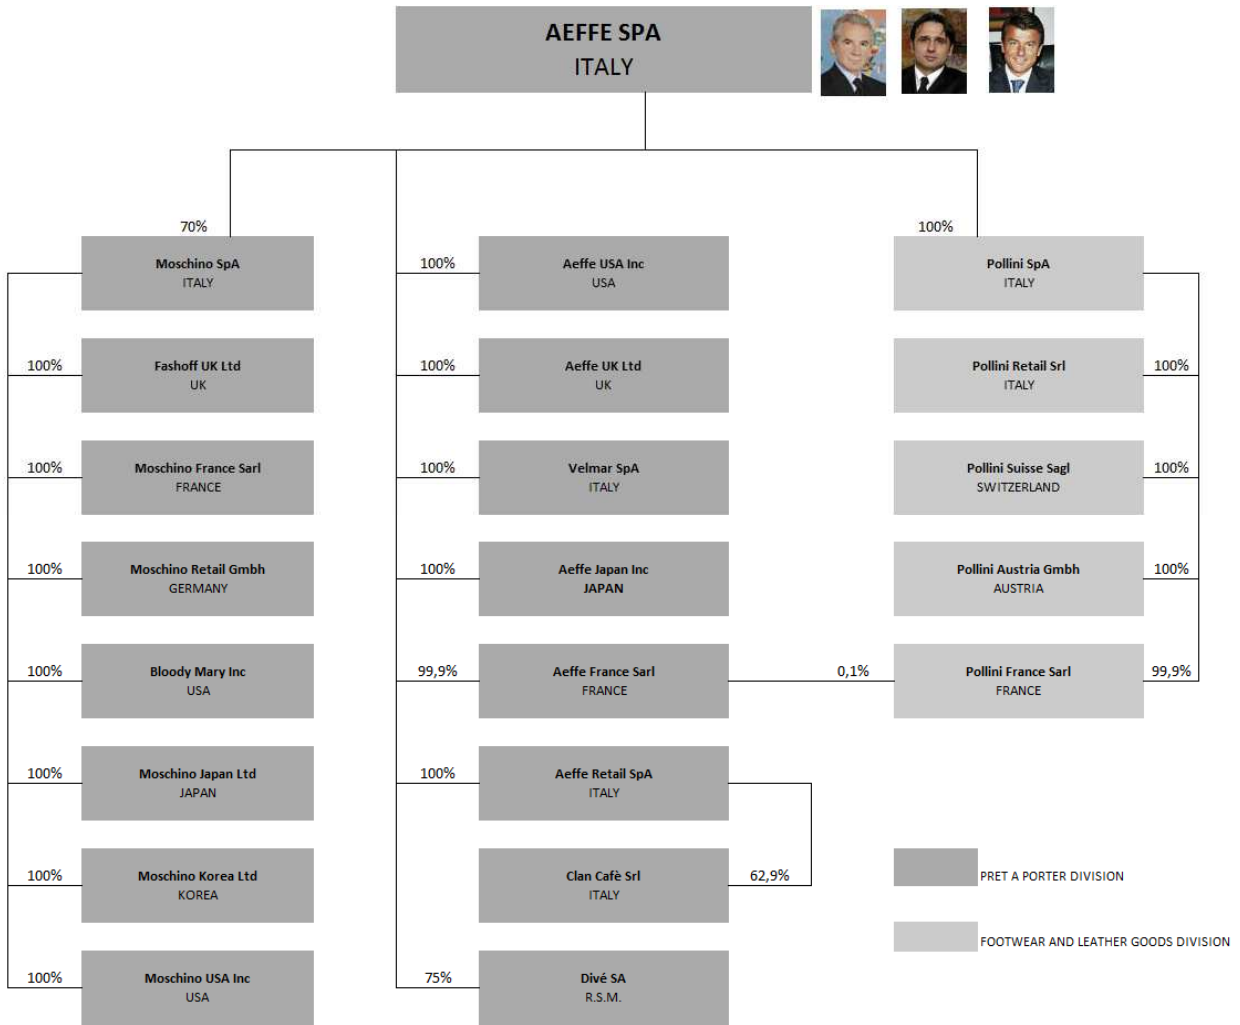 AEFFE SPA
ITALY
70%
100%
Moschino SpA
ITALY
100%
Aeffe USA Inc
USA
Pollini SpA
ITALY
100%
Fashoff UK Ltd
UK
100%
Aeffe UK Ltd
UK
Pollini Retail Srl
ITALY
100%
100%
Moschino France Sarl
FRANCE
100%
Velmar SpA
ITALY
Pollini Suisse Sagl
SWITZERLAND
100%
100%
Moschino Retail Gmbh
GERMANY
100%
Aeffe Japan Inc
JAPAN
Pollini Austria Gmbh
AUSTRIA
100%
100%
Bloody Mary Inc
USA
99,9%
Aeffe France Sarl
FRANCE
0,1%
Pollini France Sarl
FRANCE
99,9%
100%
Moschino Japan Ltd
JAPAN
100%
Aeffe Retail SpA
ITALY
100%
Moschino Korea Ltd
KOREA
Clan Cafè Srl
ITALY
62,9%
PRET A PORTER DIVISION
FOOTWEAR AND LEATHER GOODS DIVISION
100%
Moschino USA Inc
USA
75%
Divé SA
R.S.M.